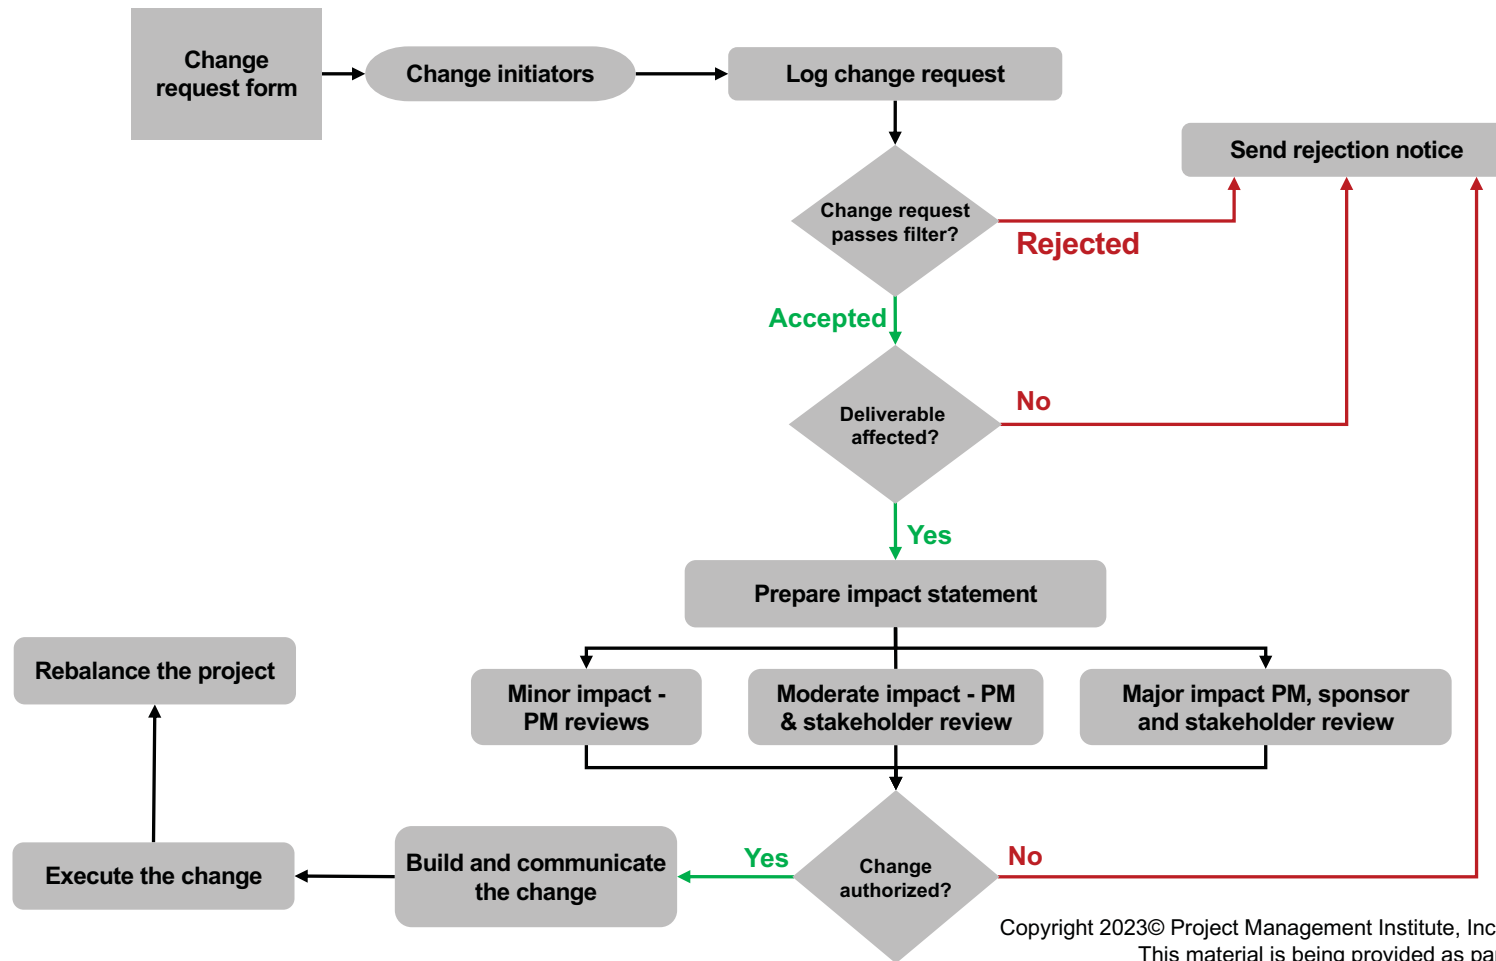 Change
request form
Change initiators
Log change request
Send rejection notice
Change request
passes filter?
Rejected
Accepted
Deliverable
affected?
No
Yes
Prepare impact statement
Rebalance the project
Minor impact -
PM reviews
Moderate impact - PM
& stakeholder review
Major impact PM, sponsor
and stakeholder review
Execute the change
Build and communicate
the change
Yes
Change
authorized?
No
Copyright 2023© Project Management Institute, Inc
This material is being provided as par